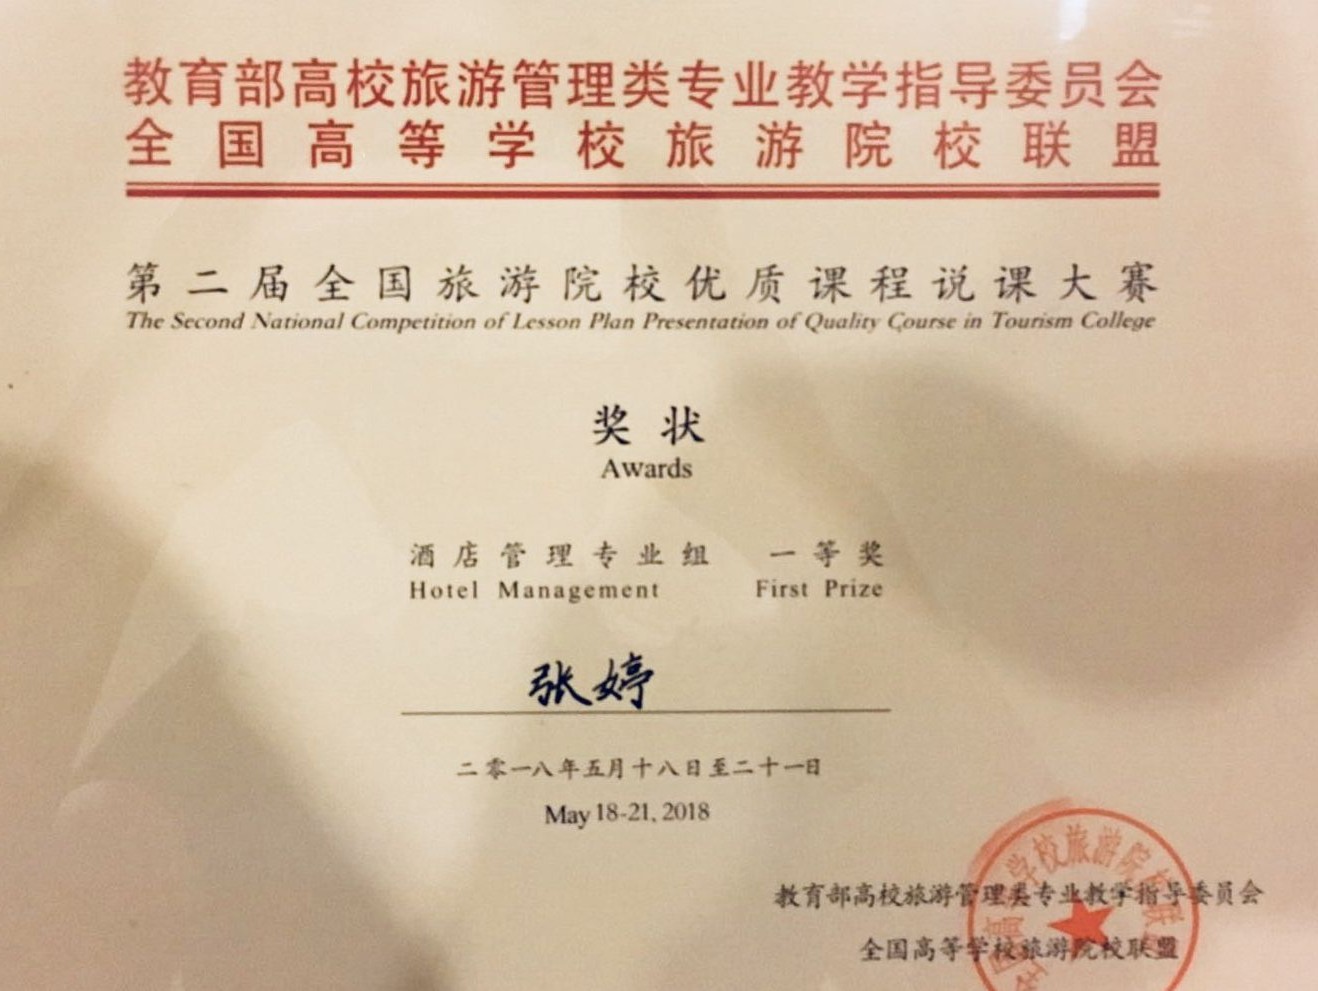 教育部高校旅游管理类专业教学指导委员会
全国高等学校旅游院校联盟
第二届全国旅游院校优质课程说课大赛
The Second National Competition of Lesson Plan Presentation of Quality Course in Tourism College
奖状
Awards
酒店管理专业组 一等奖
Hotel Management First Prize
张婷
二零一八年五月十八日至二十一日
May 18-21, 2018
教育部高校旅游管理类专业教学指导委员会
全国高等学校旅游院校联盟